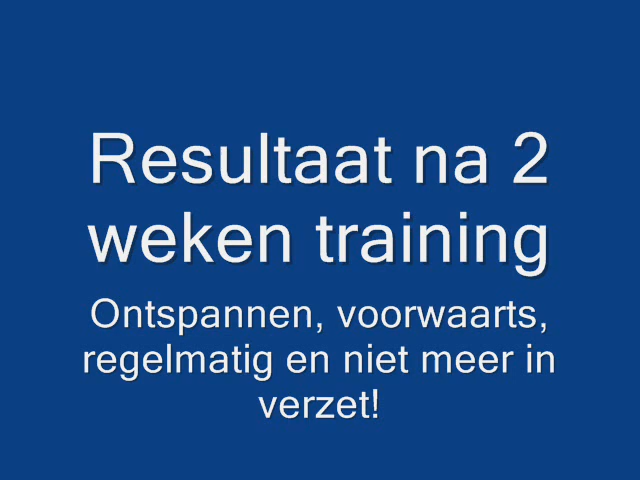 Resultaat na 2
weken training
Ontspannen, voorwaarts,
regelmatig en niet meer in
verzet!